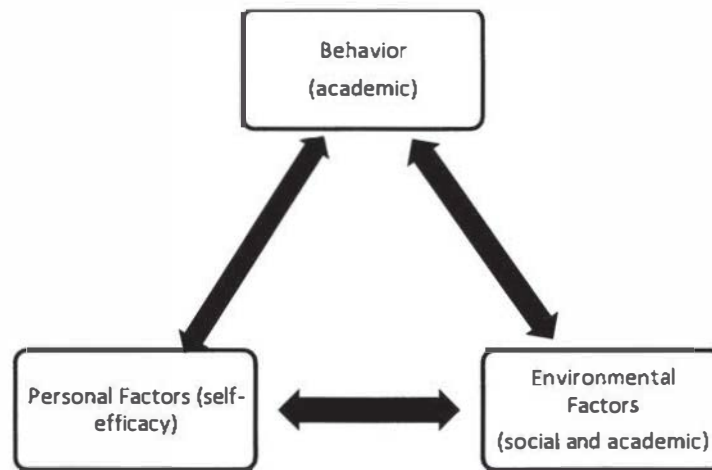 Behavior
(academic)
Personal Factors (self-
efficacy)
Environmental
Factors
(social and academic)